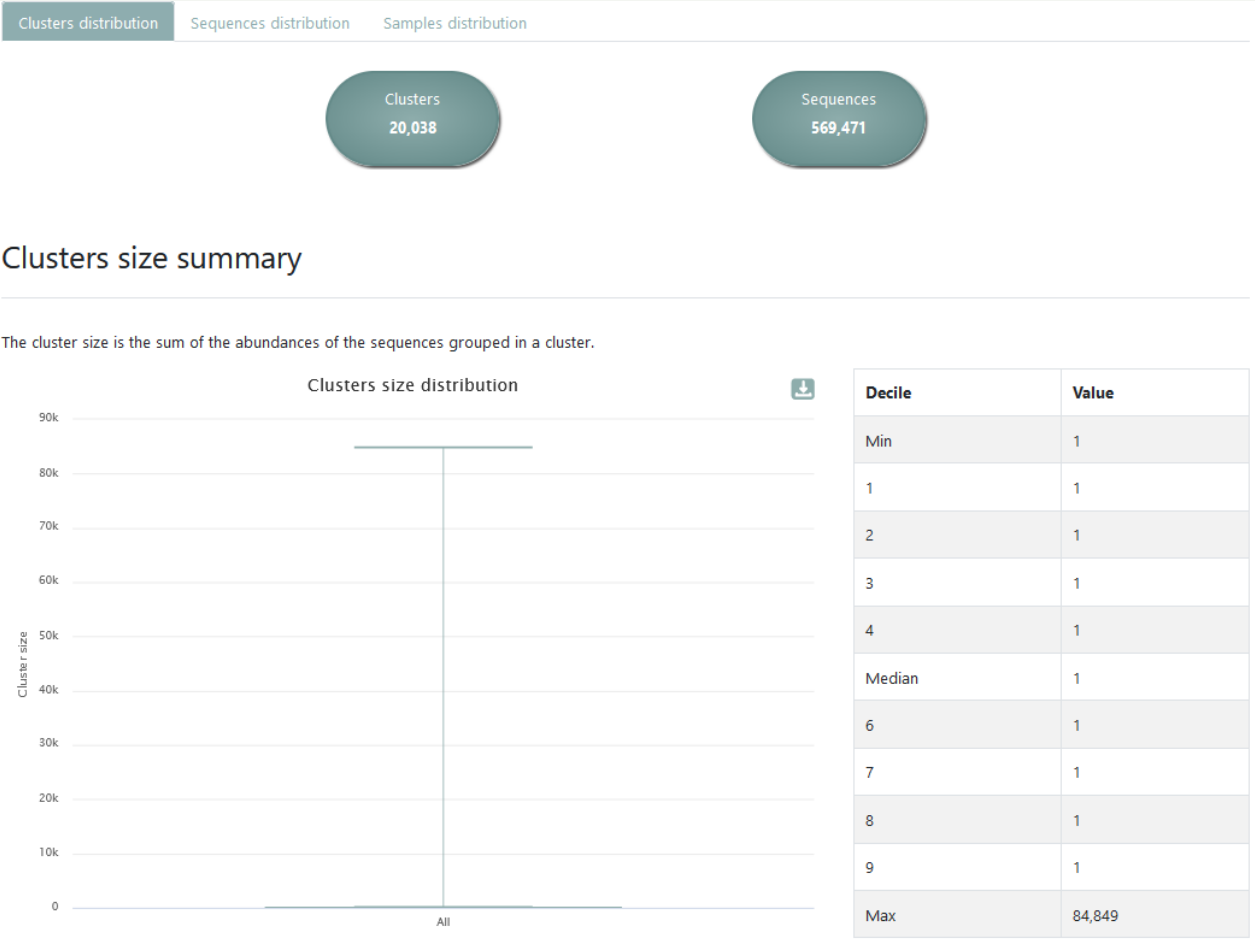 Clusters distribution Sequences distribution Samples distribution
Clusters
20,038
Sequences
569,471
Clusters size summary
The cluster size is the sum of the abundances of the sequences grouped in a cluster.
Clusters size distribution
Cluster size
90k
80k
70k
60k
50k
40k
30k
20k
10k
0
All
Decile Value
Min 1
1 1
2 1
3 1
4 1
Median 1
6 1
7 1
8 1
9 1
Max 84,849